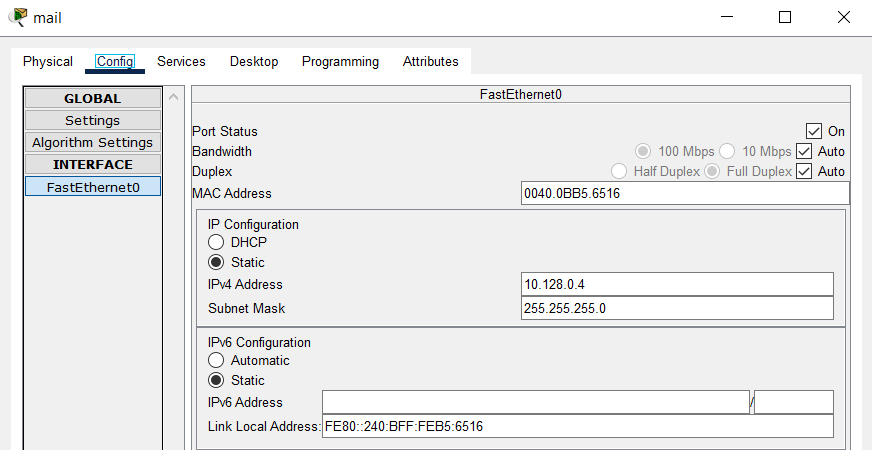 mail
Physical Config Services Desktop Programming Attributes
GLOBAL
Settings
Algorithm Settings
INTERFACE
FastEthernet0
FastEthernet0
Port Status On
Bandwidth 100 Mbps 10 Mbps Auto
Duplex Half Duplex Full Duplex Auto
MAC Address 0040.0BB5.6516
IP Configuration
DHCP
Static
IPv4 Address 10.128.0.4
Subnet Mask 255.255.255.0
IPv6 Configuration
Automatic
Static
IPv6 Address /
Link Local Address: FE80::240:BFF:FEB5:6516